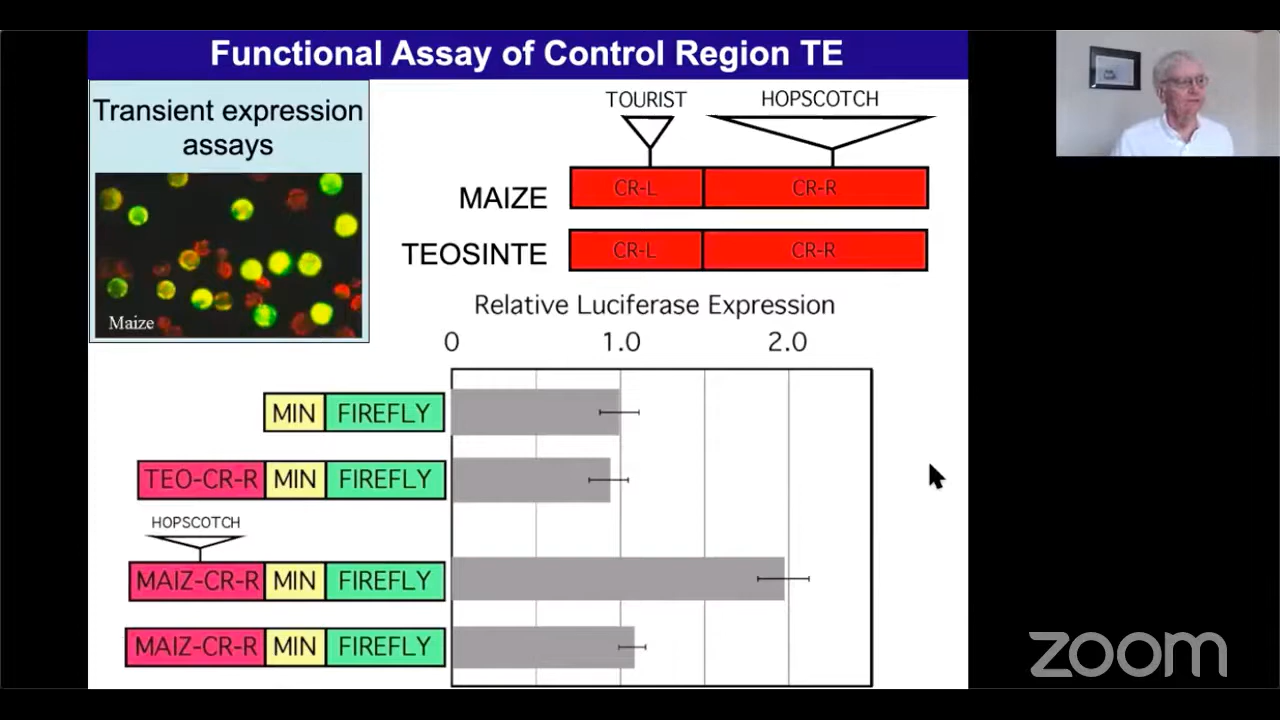 Functional Assay of Control Region TE
Transient expression
assays
Maize
TOURIST
HOPSCOTCH
MAIZE
CR-L
CR-R
TEOSINTE
CR-L
CR-R
Relative Luciferase Expression
0
1.0
2.0
MIN
FIREFLY
TEO-CR-R
MIN
FIREFLY
HOPSCOTCH
MAIZ-CR-R
MIN
FIREFLY
MAIZ-CR-R
MIN
FIREFLY
zoom